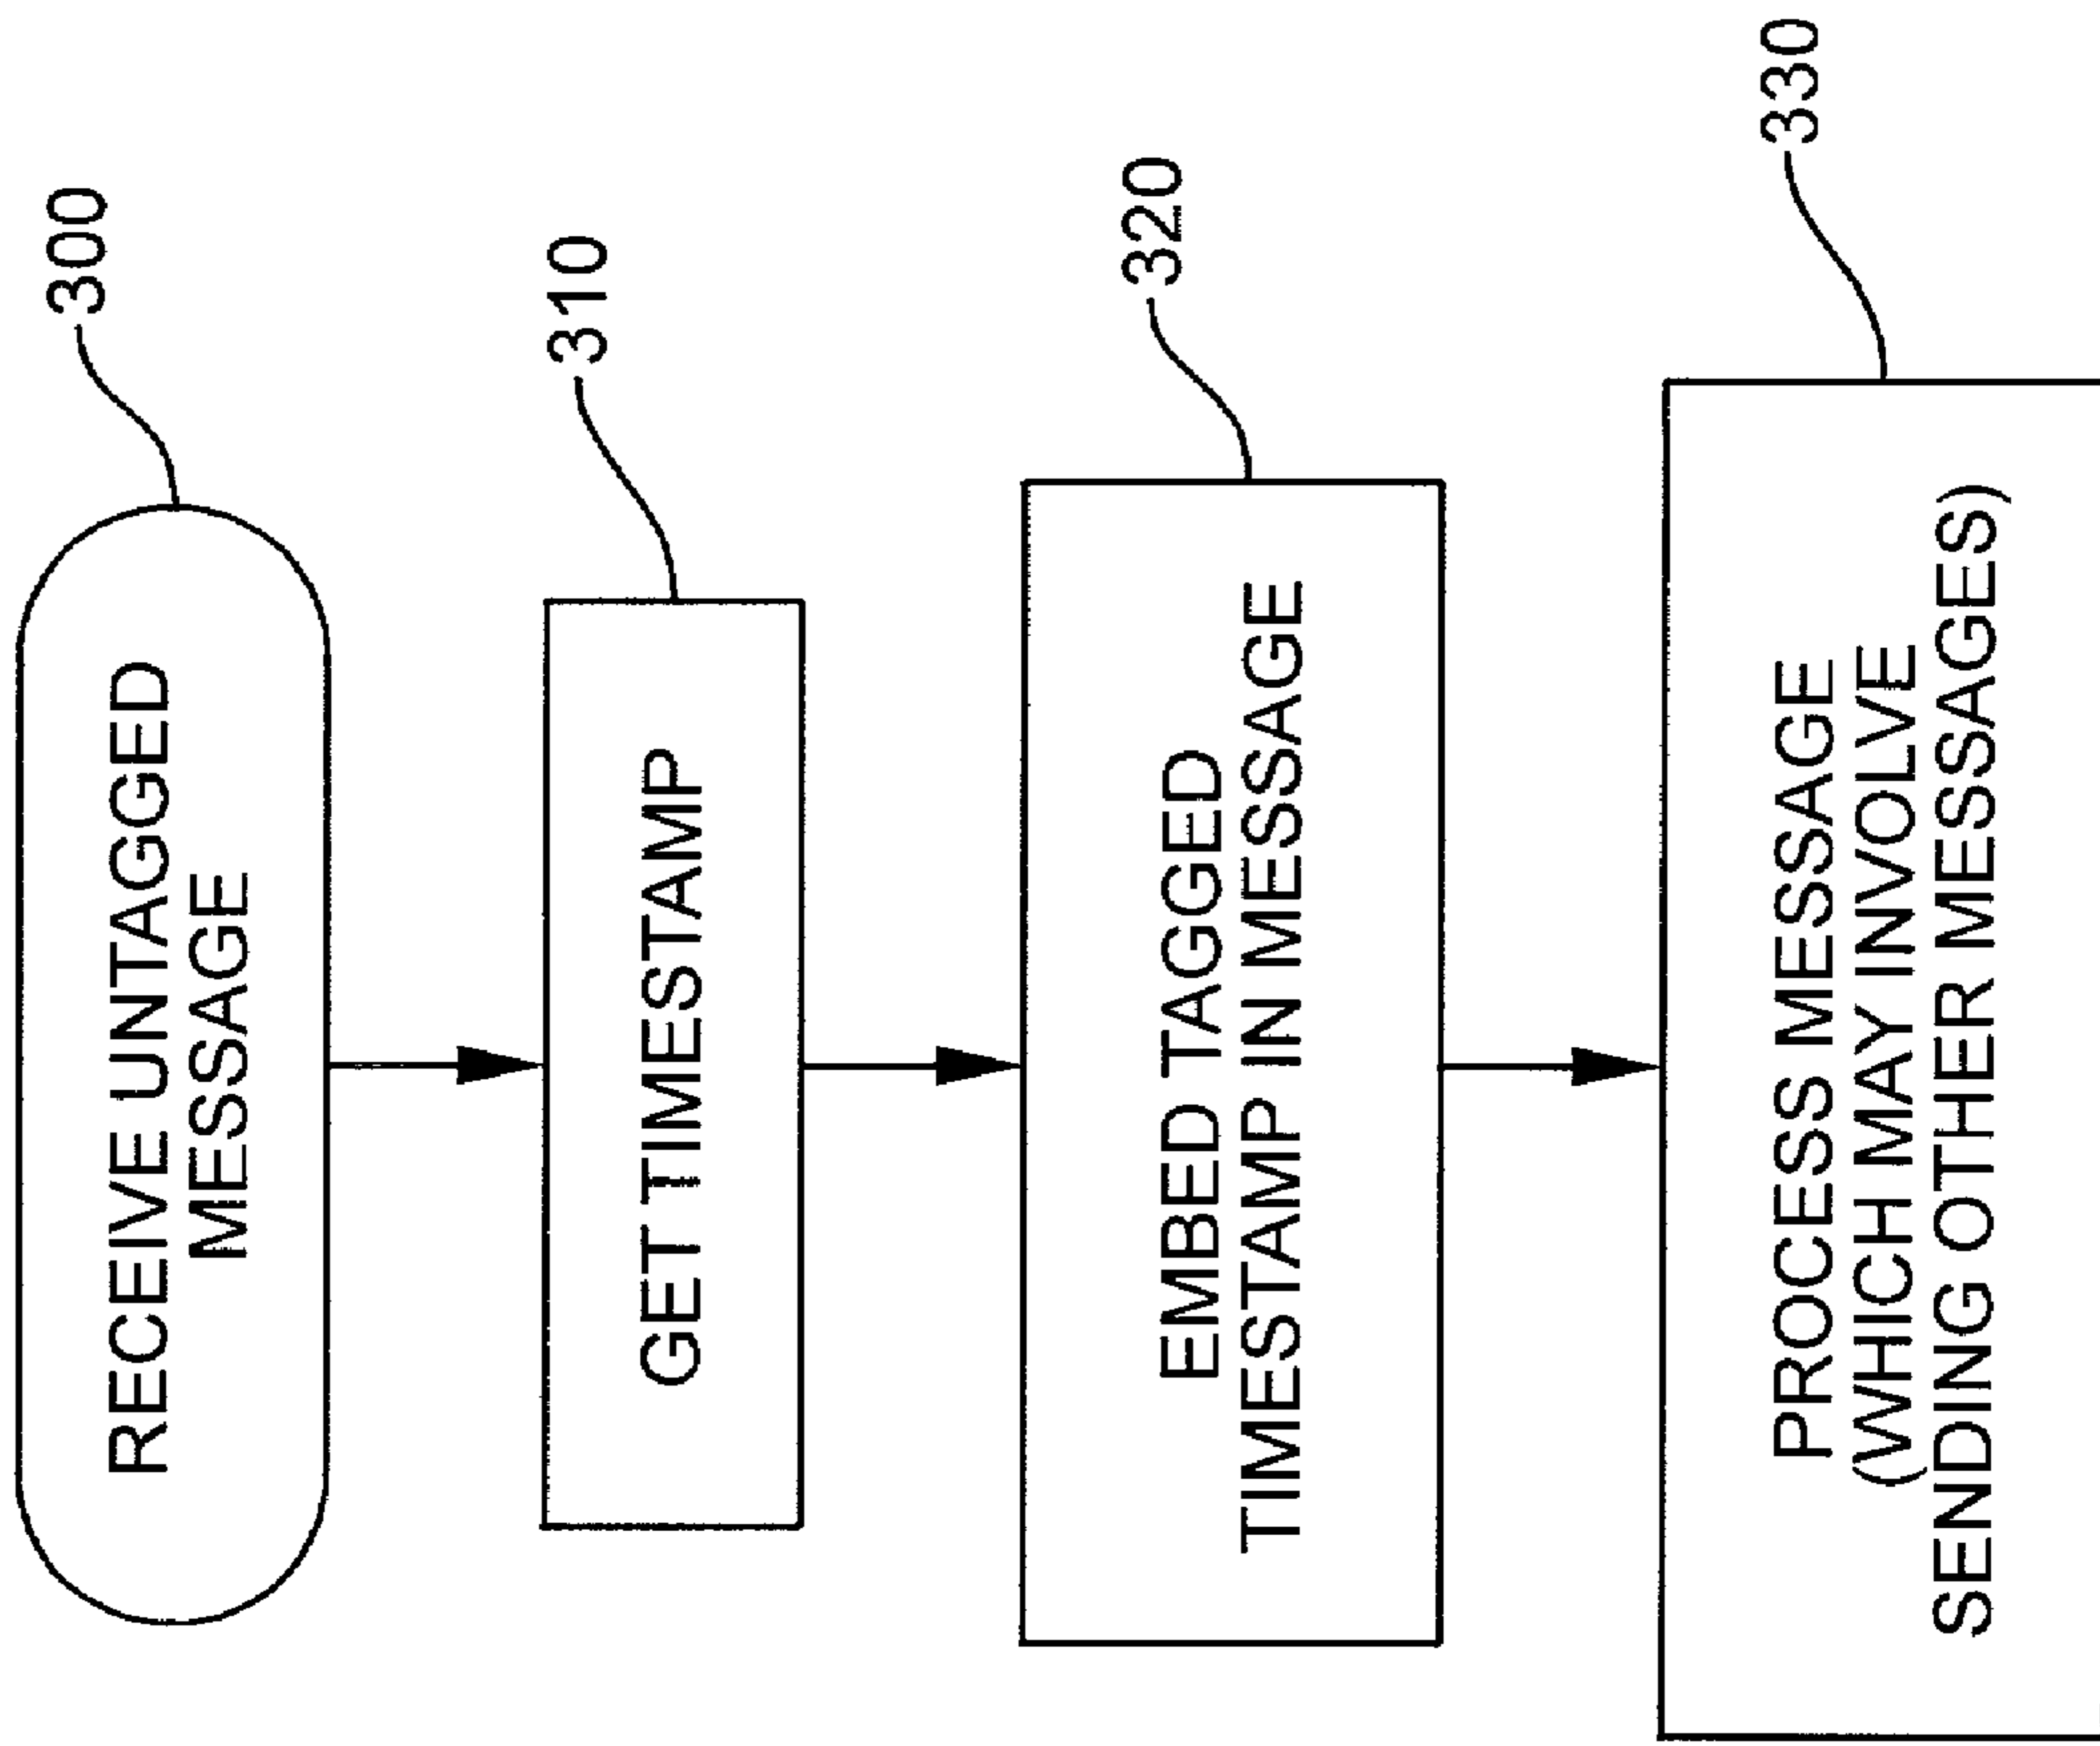 RECEIVE UNTAGGED
MESSAGE
300
GET TIMESTAMP
310
EMBED TAGGED
TIMESTAMP IN MESSAGE
320
PROCESS MESSAGE
(WHICH MAY INVOLVE
SENDING OTHER MESSAGES)
330